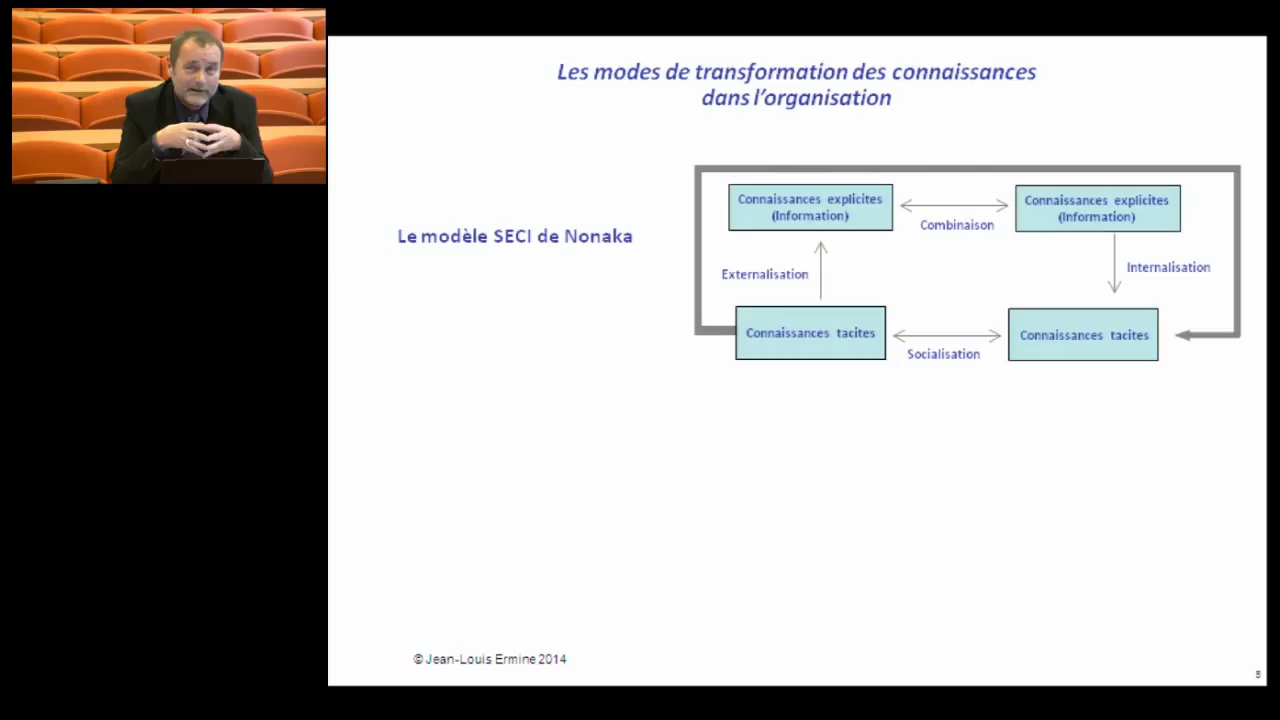 Les modes de transformation des connaissances
dans l'organisation
Le modèle SECI de Nonaka
Connaissances explicites
(Information)
Combinaison
Connaissances explicites
(Information)
Externalisation
Internalisation
Connaissances tacites
Socialisation
Connaissances tacites
© Jean-Louis Ermine 2014
8